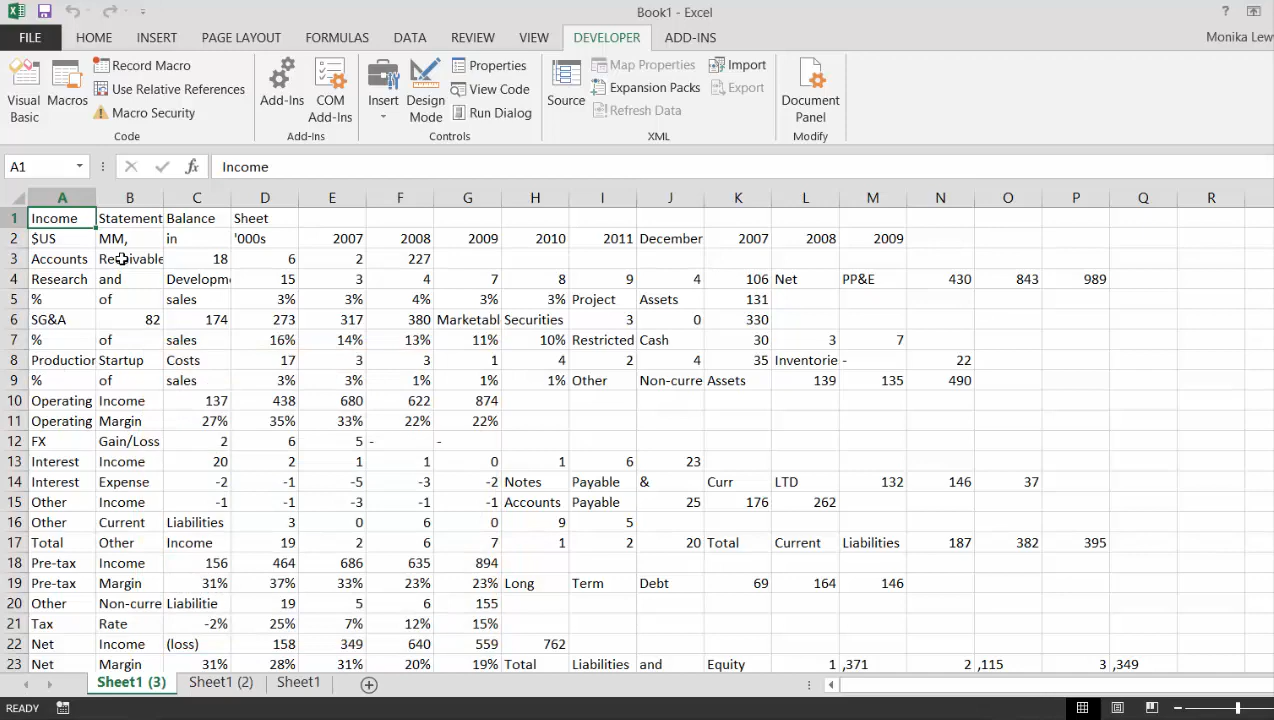 Book1 - Excel
?
FILE HOME INSERT PAGE LAYOUT FORMULAS DATA REVIEW VIEW DEVELOPER ADD-INS Monika Lew
Visual Basic
Macros
Record Macro
Use Relative References
Macro Security
Code
Add-Ins
COM Add-Ins
Add-Ins
Insert
Design Mode
Properties
View Code
Run Dialog
Controls
Source
Map Properties
Expansion Packs
Refresh Data
Import
Export
XML
Document Panel
Modify
A1 fx Income
A B C D E F G H I J K L M N O P Q R
1 Income Statement Balance Sheet
2 $US MM, in '000s 2007 2008 2009 2010 2011 December 2007 2008 2009
3 Accounts Receivable 18 6 2 227
4 Research and Developm 15 3 4 7 8 9 4 106 Net PP&E 430 843 989
5 % of sales 3% 3% 4% 3% 3% Project Assets 131
6 SG&A 82 174 273 317 380 Marketabl Securities 3 0 330
7 % of sales 16% 14% 13% 11% 10% Restricted Cash 30 3 7
8 Production Startup Costs 17 3 3 1 4 2 4 35 Inventorie - 22
9 % of sales 3% 3% 1% 1% 1% Other Non-curre Assets 139 135 490
10 Operating Income 137 438 680 622 874
11 Operating Margin 27% 35% 33% 22% 22%
12 FX Gain/Loss 2 6 5 - -
13 Interest Income 20 2 1 1 0 1 6 23
14 Interest Expense -2 -1 -5 -3 -2 Notes Payable & Curr LTD 132 146 37
15 Other Income -1 -1 -3 -1 -1 Accounts Payable 25 176 262
16 Other Current Liabilities 3 0 6 0 9 5
17 Total Other Income 19 2 6 7 1 2 20 Total Current Liabilities 187 382 395
18 Pre-tax Income 156 464 686 635 894
19 Pre-tax Margin 31% 37% 33% 23% 23% Long Term Debt 69 164 146
20 Other Non-curre Liabilitie 19 5 6 155
21 Tax Rate -2% 25% 7% 12% 15%
22 Net Income (loss) 158 349 640 559 762
23 Net Margin 31% 28% 31% 20% 19% Total Liabilities and Equity 1 ,371 2 ,115 3 ,349
Sheet1 (3) Sheet1 (2) Sheet1
READY